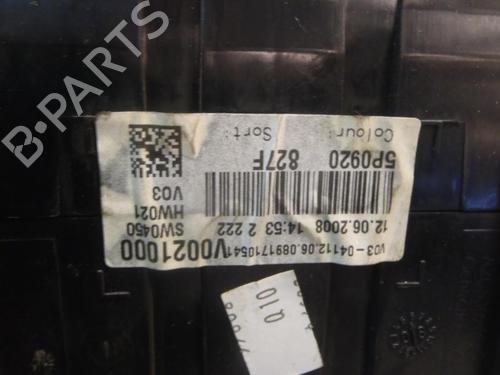 Colour: Sort:
5P0920 827F
V03
HW021
12.06.2008 14:53 2 222 SW0450
V03-04112.06.0891710541 V0021000
Q10
B-PARTS